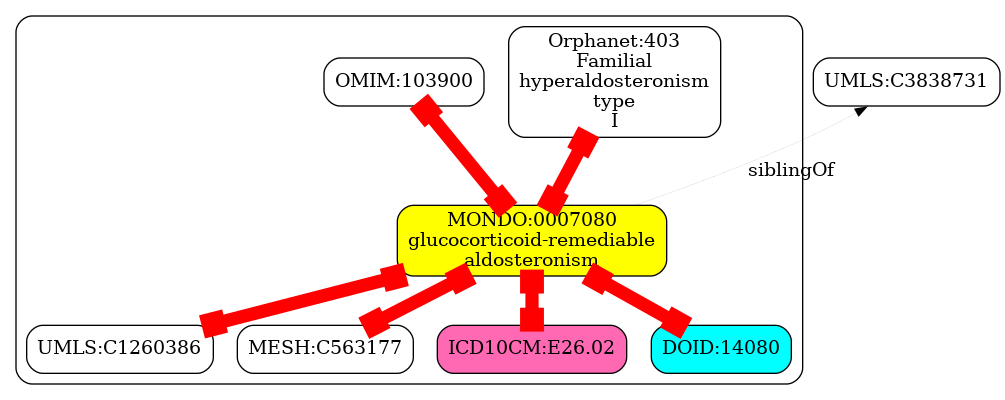 Orphanet:403
Familial
hyperaldosteronism
type
I
OMIM:103900
UMLS:C3838731
siblingOf
MONDO:0007080
glucocorticoid-remediable
aldosteronism
UMLS:C1260386
MESH:C563177
ICD10CM:E26.02
DOID:14080